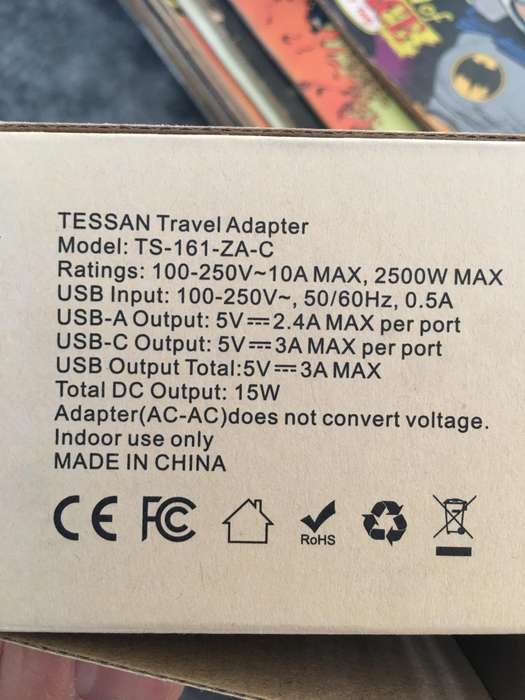 TESSAN Travel Adapter
Model: TS-161-ZA-C
Ratings: 100-250V~10A MAX, 2500W MAX
USB Input: 100-250V~, 50/60Hz, 0.5A
USB-A Output: 5V⎓2.4A MAX per port
USB-C Output: 5V⎓3A MAX per port
USB Output Total:5V⎓3A MAX
Total DC Output: 15W
Adapter(AC-AC)does not convert voltage.
Indoor use only
MADE IN CHINA
CE FC RoHS